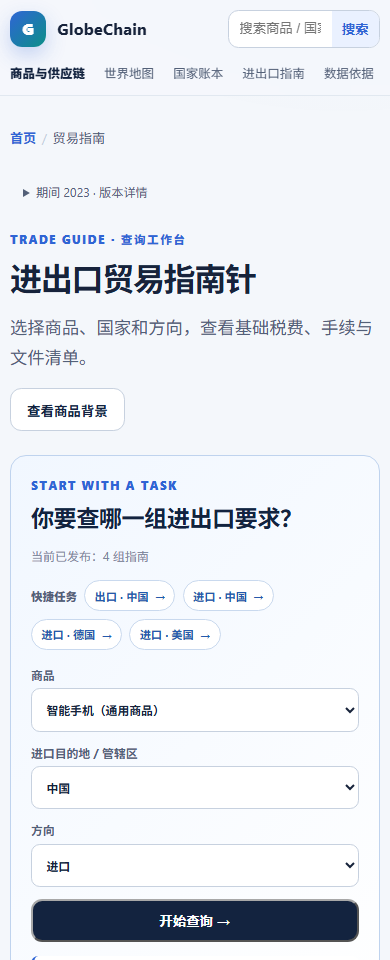 G GlobeChain
搜索商品 / 国 搜索
商品与供应链 世界地图 国家账本 进出口指南 数据依据
首页 / 贸易指南
▶ 期间 2023 · 版本详情
TRADE GUIDE · 查询工作台
进出口贸易指南针
选择商品、国家和方向，查看基础税费、手续与
文件清单。
查看商品背景
START WITH A TASK
你要查哪一组进出口要求？
当前已发布：4 组指南
快捷任务 出口 · 中国 → 进口 · 中国 →
进口 · 德国 → 进口 · 美国 →
商品
智能手机（通用商品）
进口目的地 / 管辖区
中国
方向
进口
开始查询 →